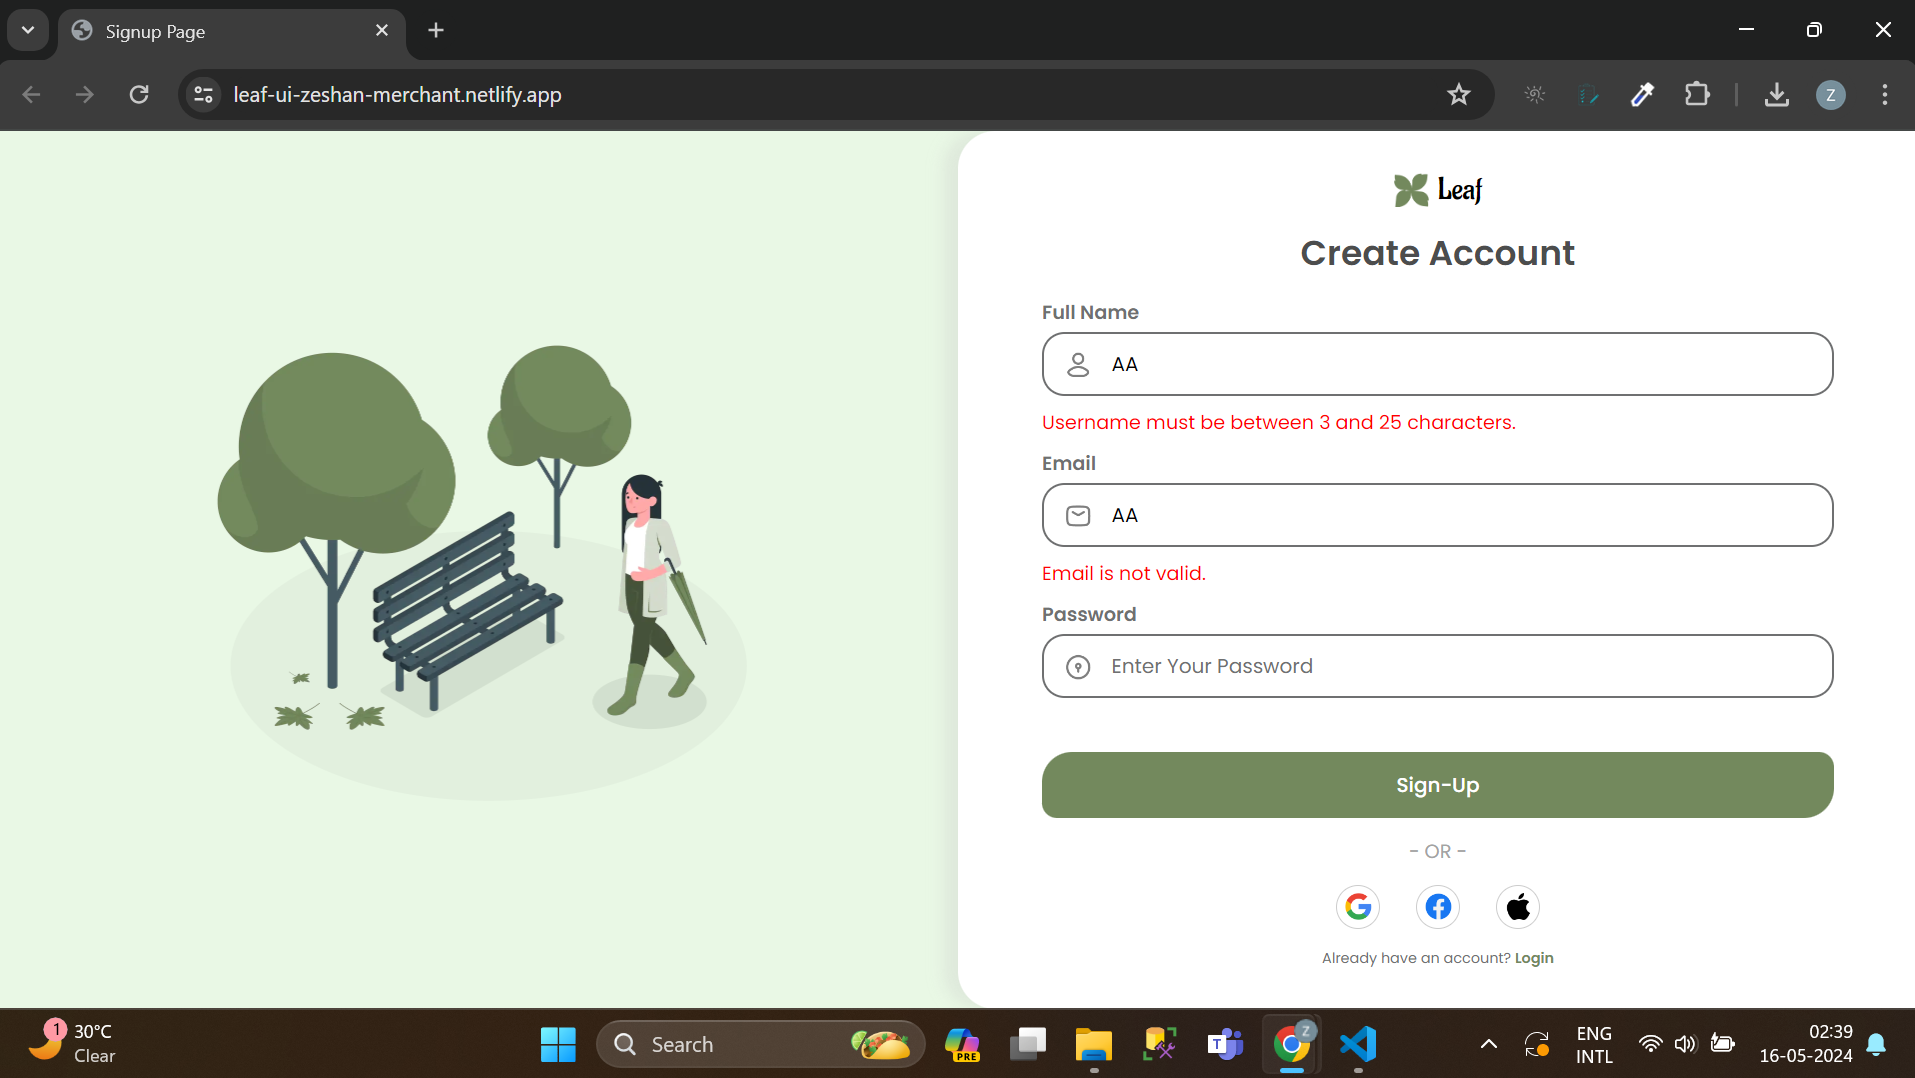 Signup Page
leaf-ui-zeshan-merchant.netlify.app
Z
Leaf
Create Account
Full Name
AA
Username must be between 3 and 25 characters.
Email
AA
Email is not valid.
Password
Enter Your Password
Sign-Up
- OR -
Already have an account? Login
1
30°C
Clear
Search
PRE
T
Z
ENG
INTL
02:39
16-05-2024